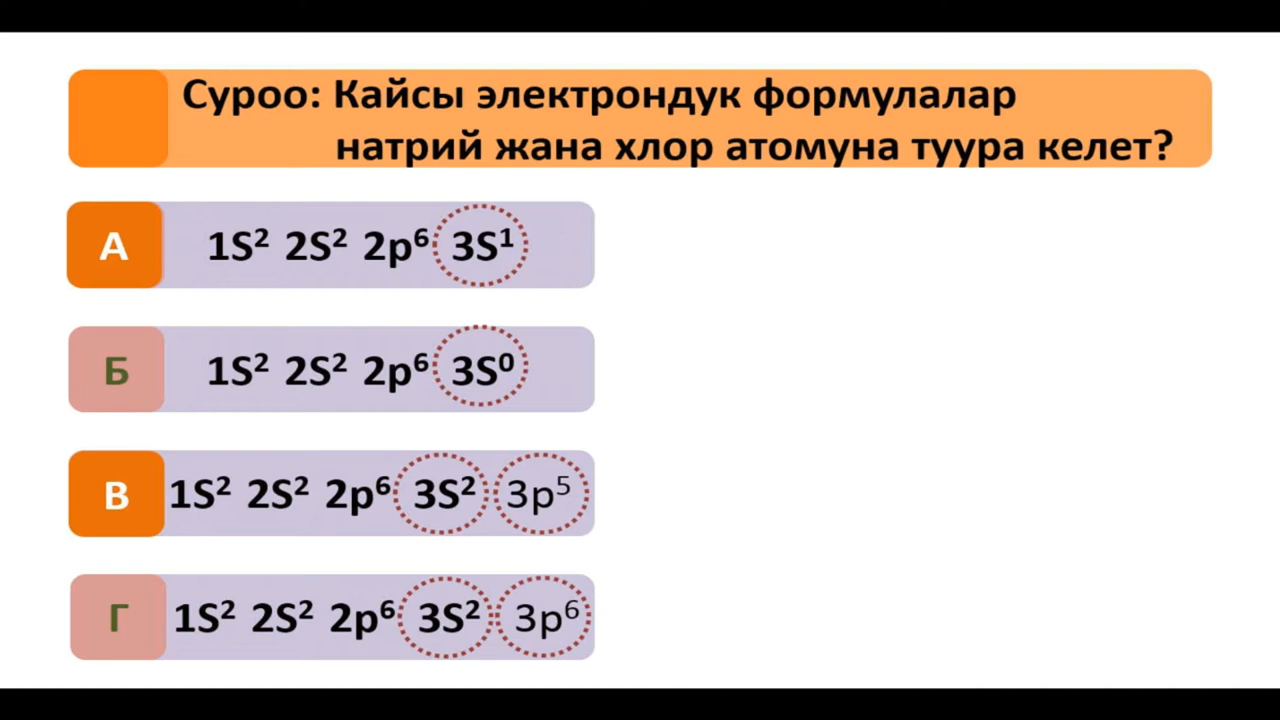 Суроо: Кайсы электрондук формулалар
натрий жана хлор атомуна туура келет?
А 1S² 2S² 2p⁶ 3S¹
Б 1S² 2S² 2p⁶ 3S⁰
В 1S² 2S² 2p⁶ 3S² 3p⁵
Г 1S² 2S² 2p⁶ 3S² 3p⁶